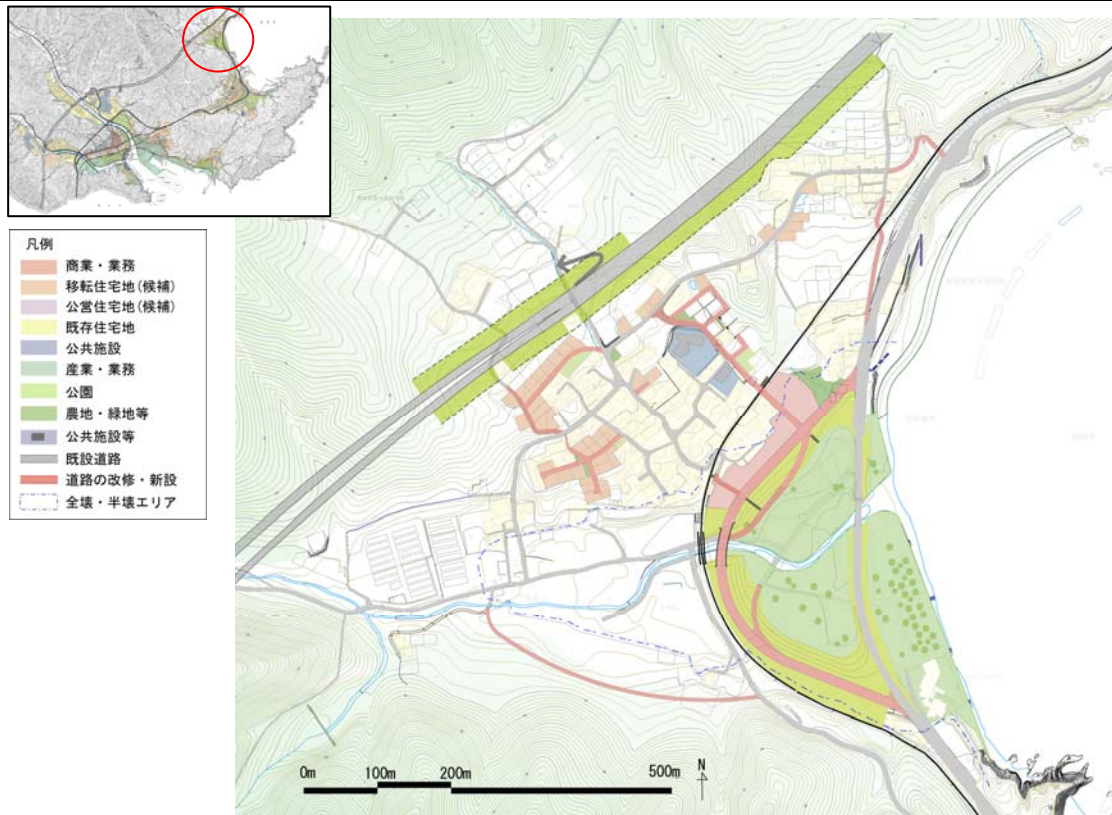 凡例
商業・業務
移転住宅地(候補)
公営住宅地(候補)
既存住宅地
公共施設
産業・業務
公園
農地・緑地等
公共施設等
既設道路
道路の改修・新設
全壊・半壊エリア
0m 100m 200m 500m
N